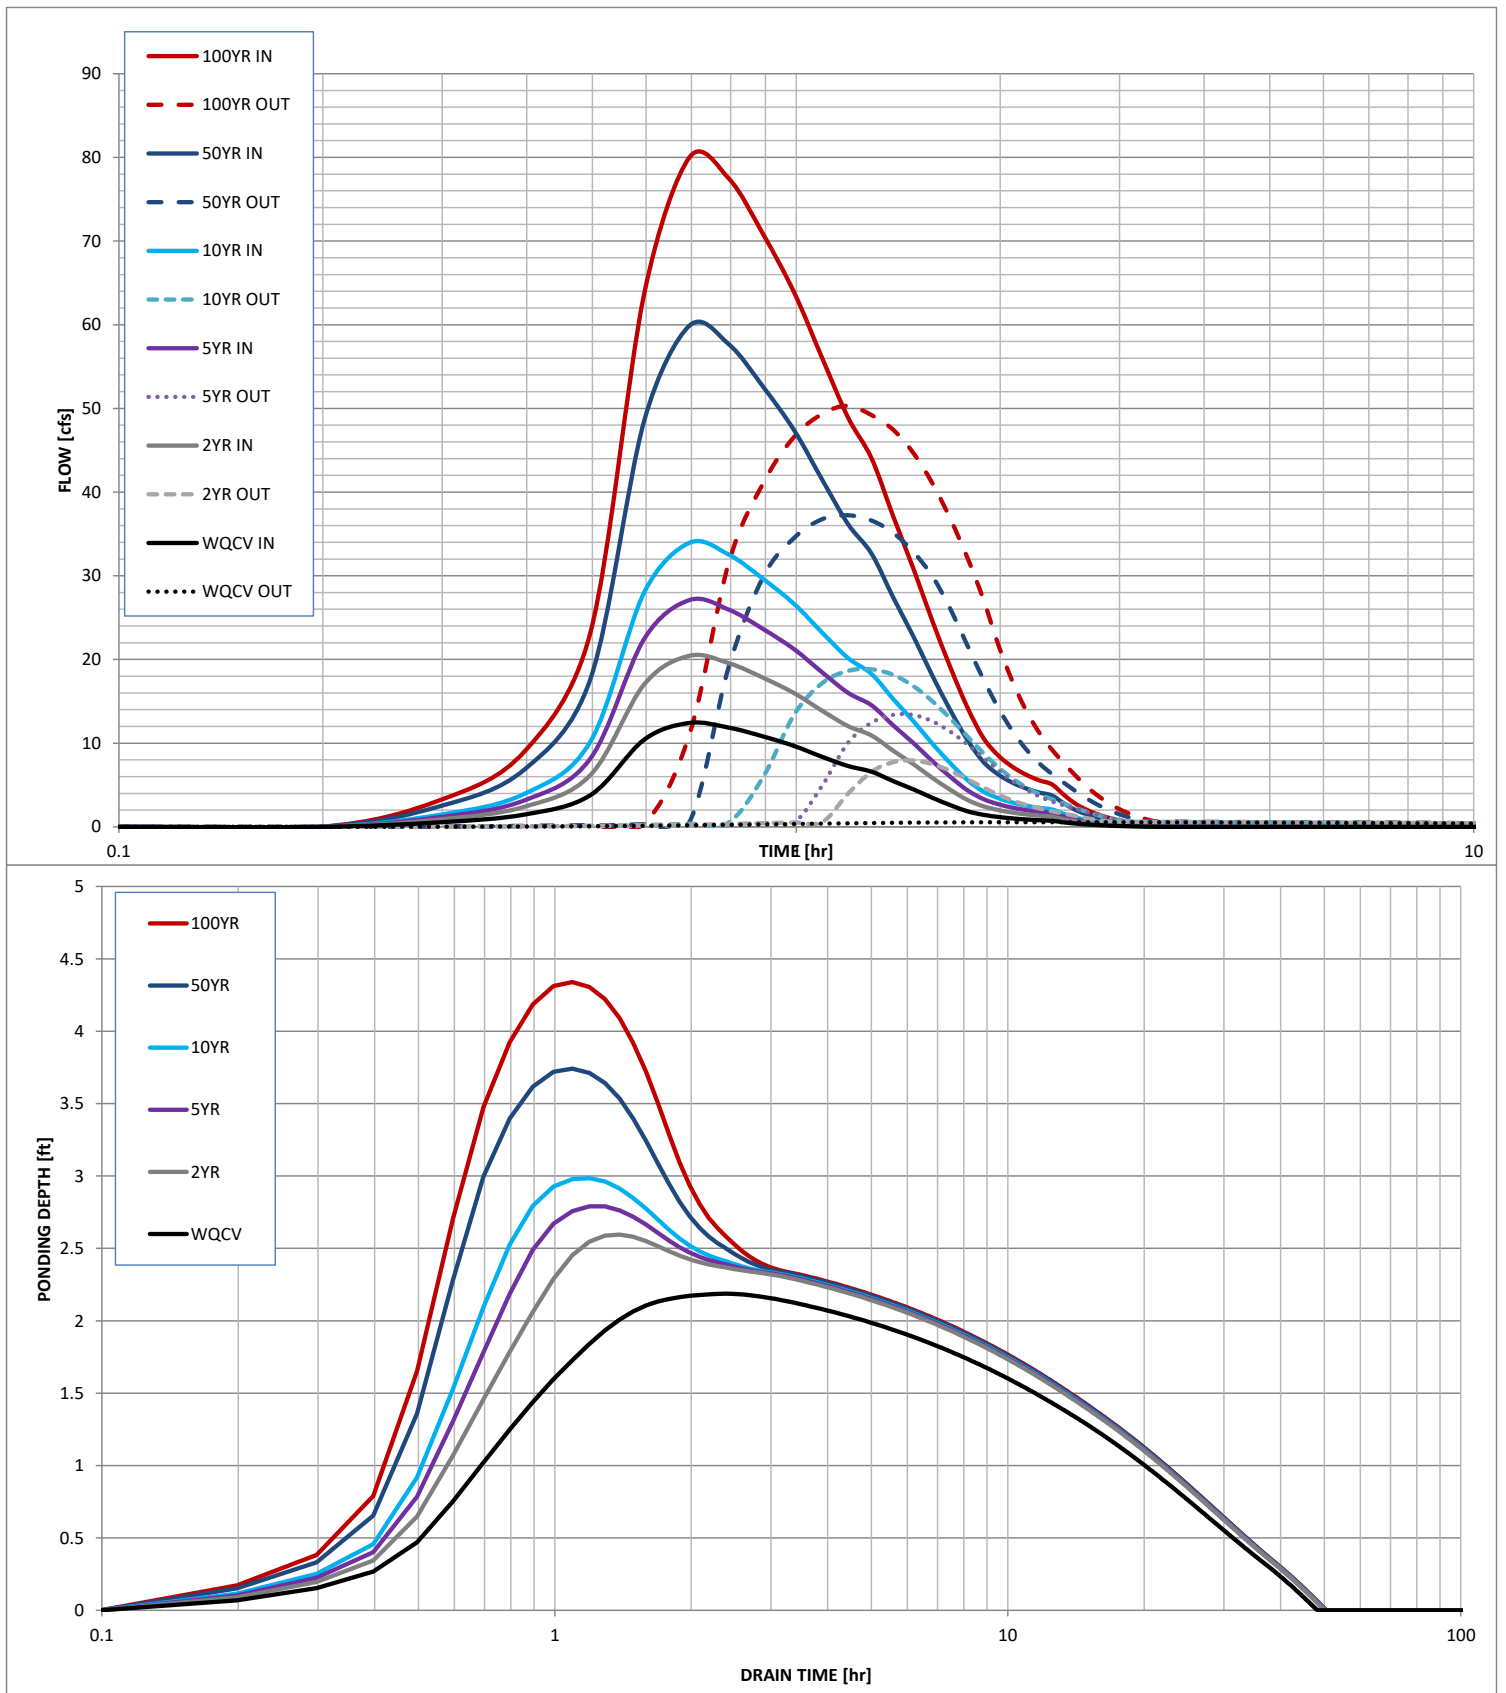 100YR IN
100YR OUT
50YR IN
50YR OUT
10YR IN
10YR OUT
5YR IN
5YR OUT
2YR IN
2YR OUT
WQCV IN
WQCV OUT
90
80
70
60
50
40
30
20
10
0
FLOW [cfs]
0.1
1
10
TIME [hr]
100YR
50YR
10YR
5YR
2YR
WQCV
5
4.5
4
3.5
3
2.5
2
1.5
1
0.5
0
PONDING DEPTH [ft]
0.1
1
10
100
DRAIN TIME [hr]